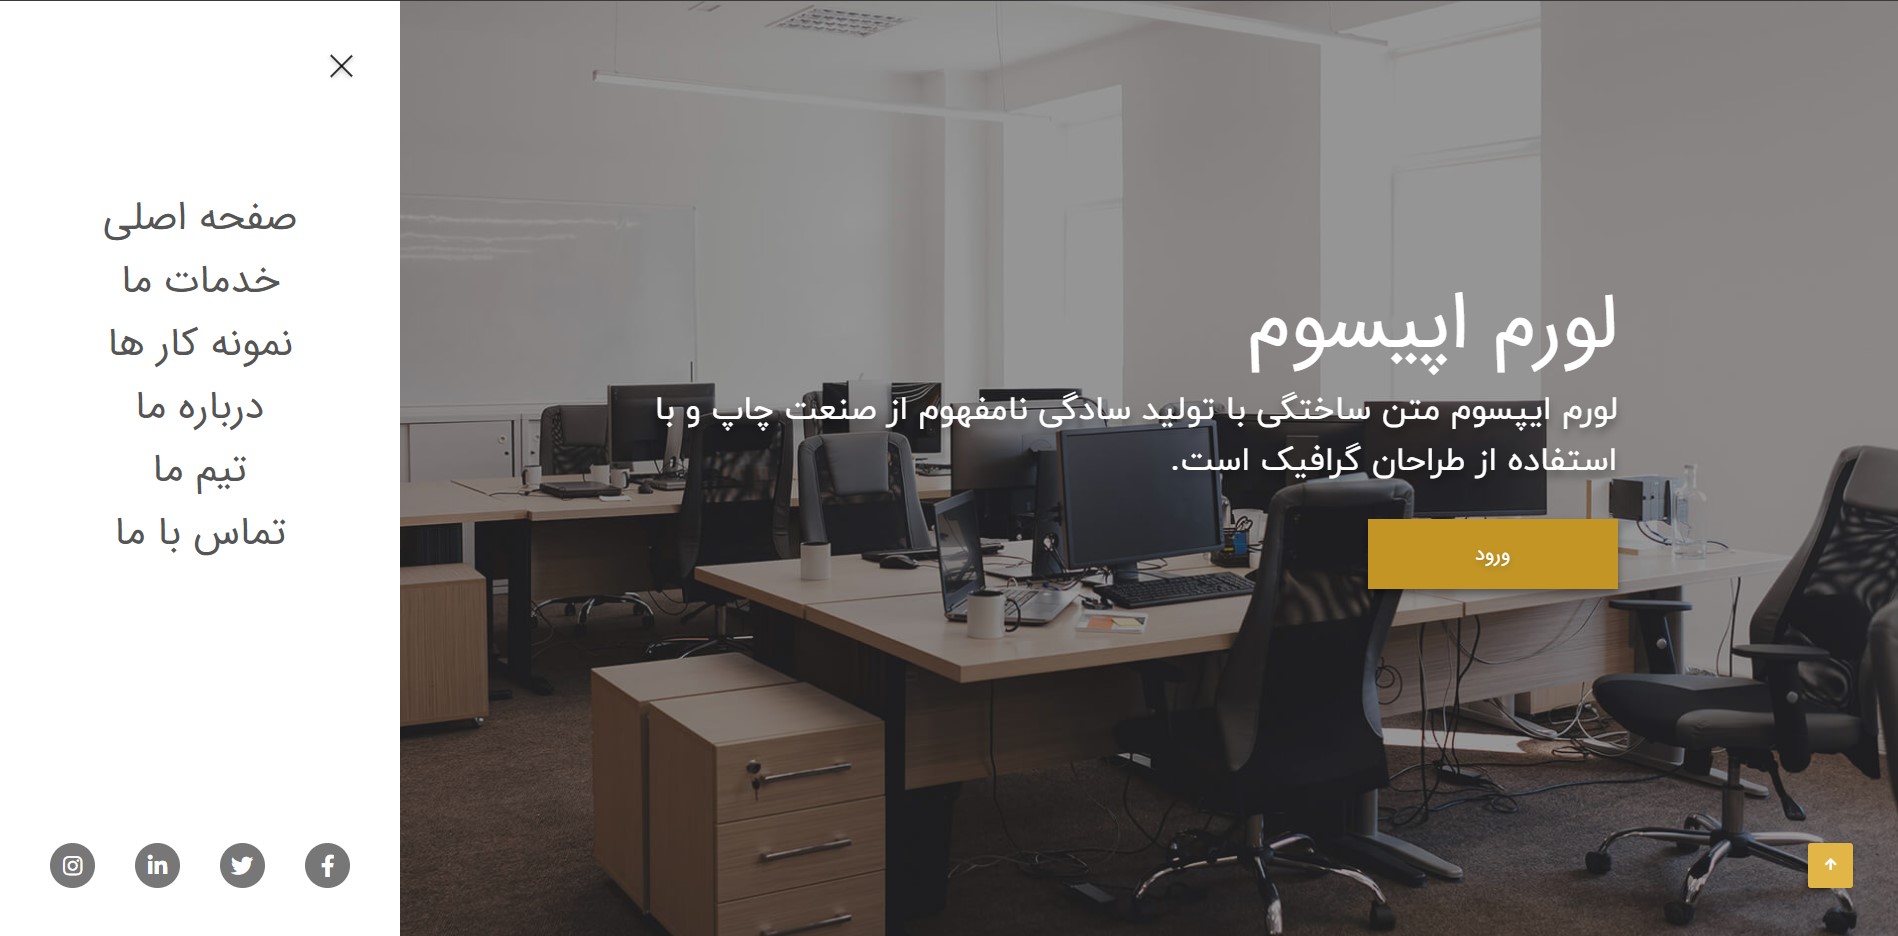 صفحه اصلی
خدمات ما
نمونه کار ها
درباره ما
تیم ما
تماس با ما
لورم اپیسوم
لورم ایپسوم متن ساختگی با تولید سادگی نامفهوم از صنعت چاپ و با
استفاده از طراحان گرافیک است.
ورود